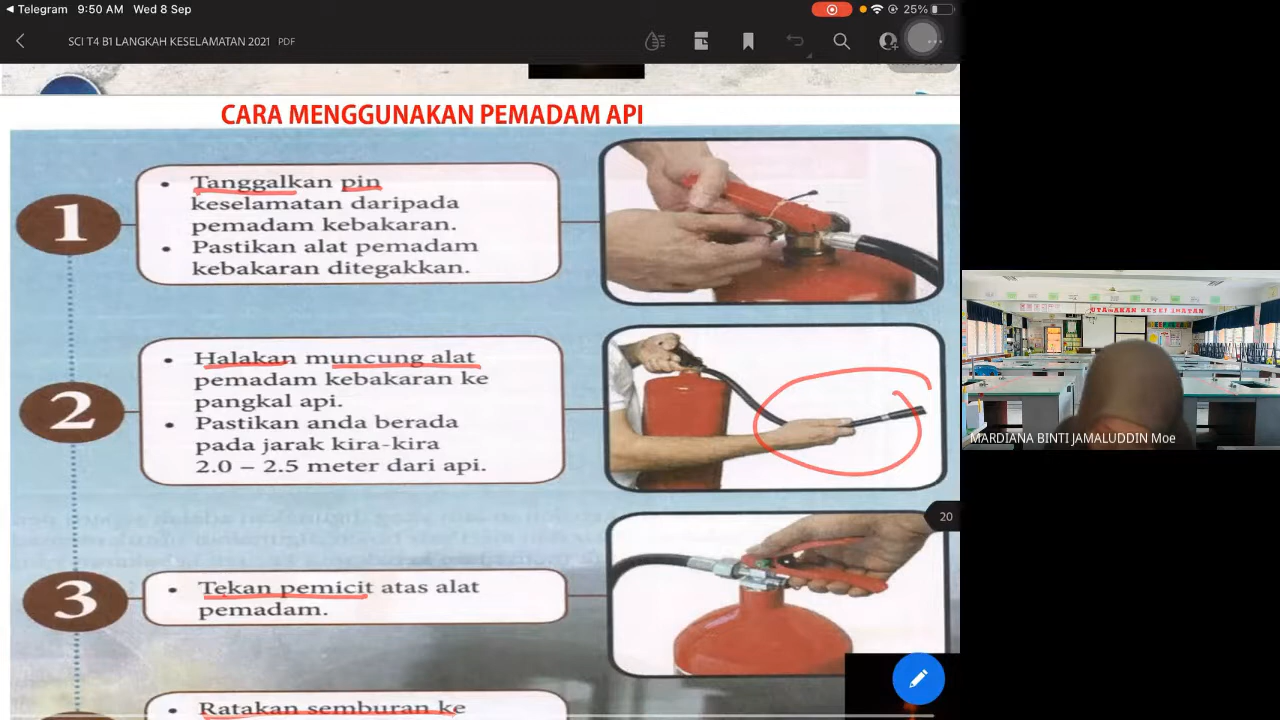 Telegram 9:50 AM Wed 8 Sep 25%
SCI T4 B1 LANGKAH KESELAMATAN 2021 PDF
CARA MENGGUNAKAN PEMADAM API
1
• Tanggalkan pin
keselamatan daripada
pemadam kebakaran.
• Pastikan alat pemadam
kebakaran ditegakkan.
2
• Halakan muncung alat
pemadam kebakaran ke
pangkal api.
• Pastikan anda berada
pada jarak kira-kira
2.0 – 2.5 meter dari api.
20
3
• Tekan pemicit atas alat
pemadam.
• Ratakan semburan ke
UTAMAKAN KESELAMATAN
MARDIANA BINTI JAMALUDDIN Moe